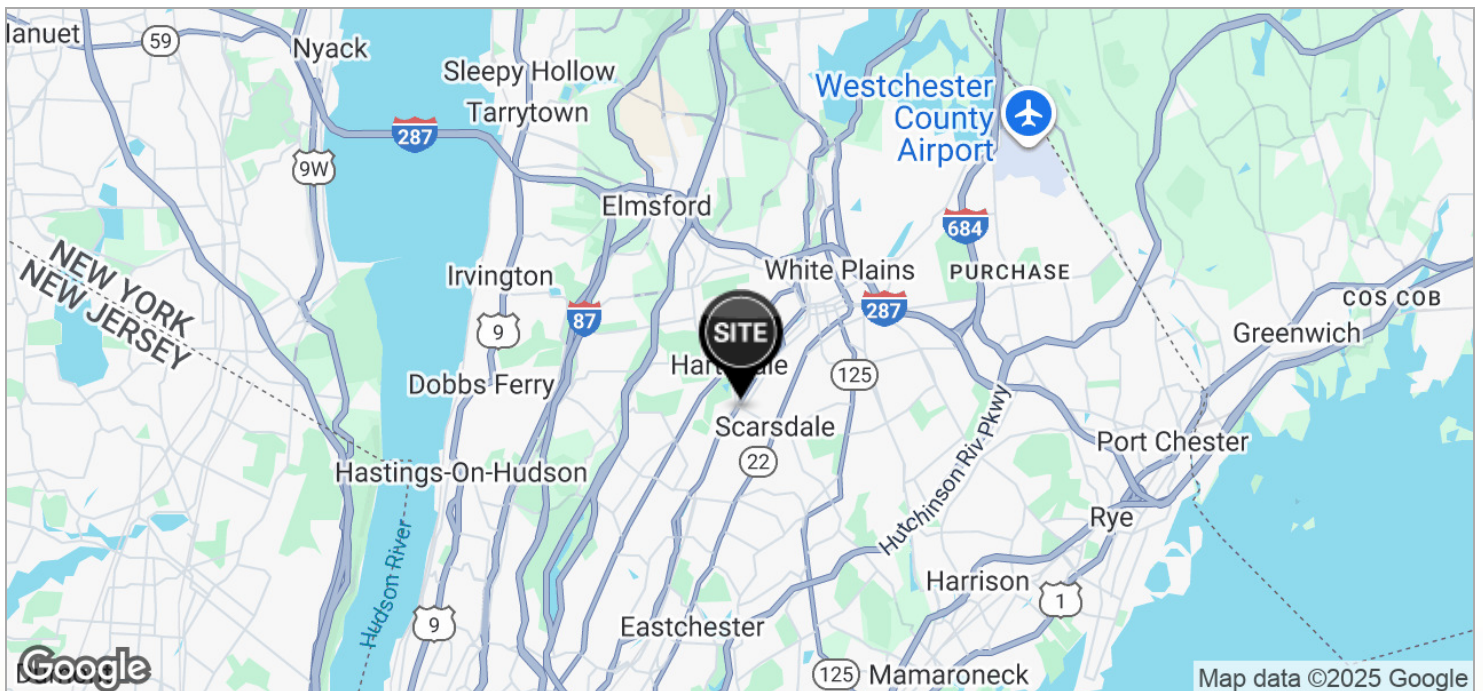 lanuet
59
Nyack
Sleepy Hollow
Tarrytown
287
9W
Westchester
County
Airport
Elmsford
684
NEW YORK
NEW JERSEY
Irvington
White Plains
PURCHASE
COS COB
9
87
SITE
287
Greenwich
Dobbs Ferry
125
Scarsdale
22
Port Chester
Hastings-On-Hudson
Hutchinson Riv Pkwy
Rye
Hudson River
Harrison
1
9
Eastchester
125
Mamaroneck
Google
Map data ©2025 Google